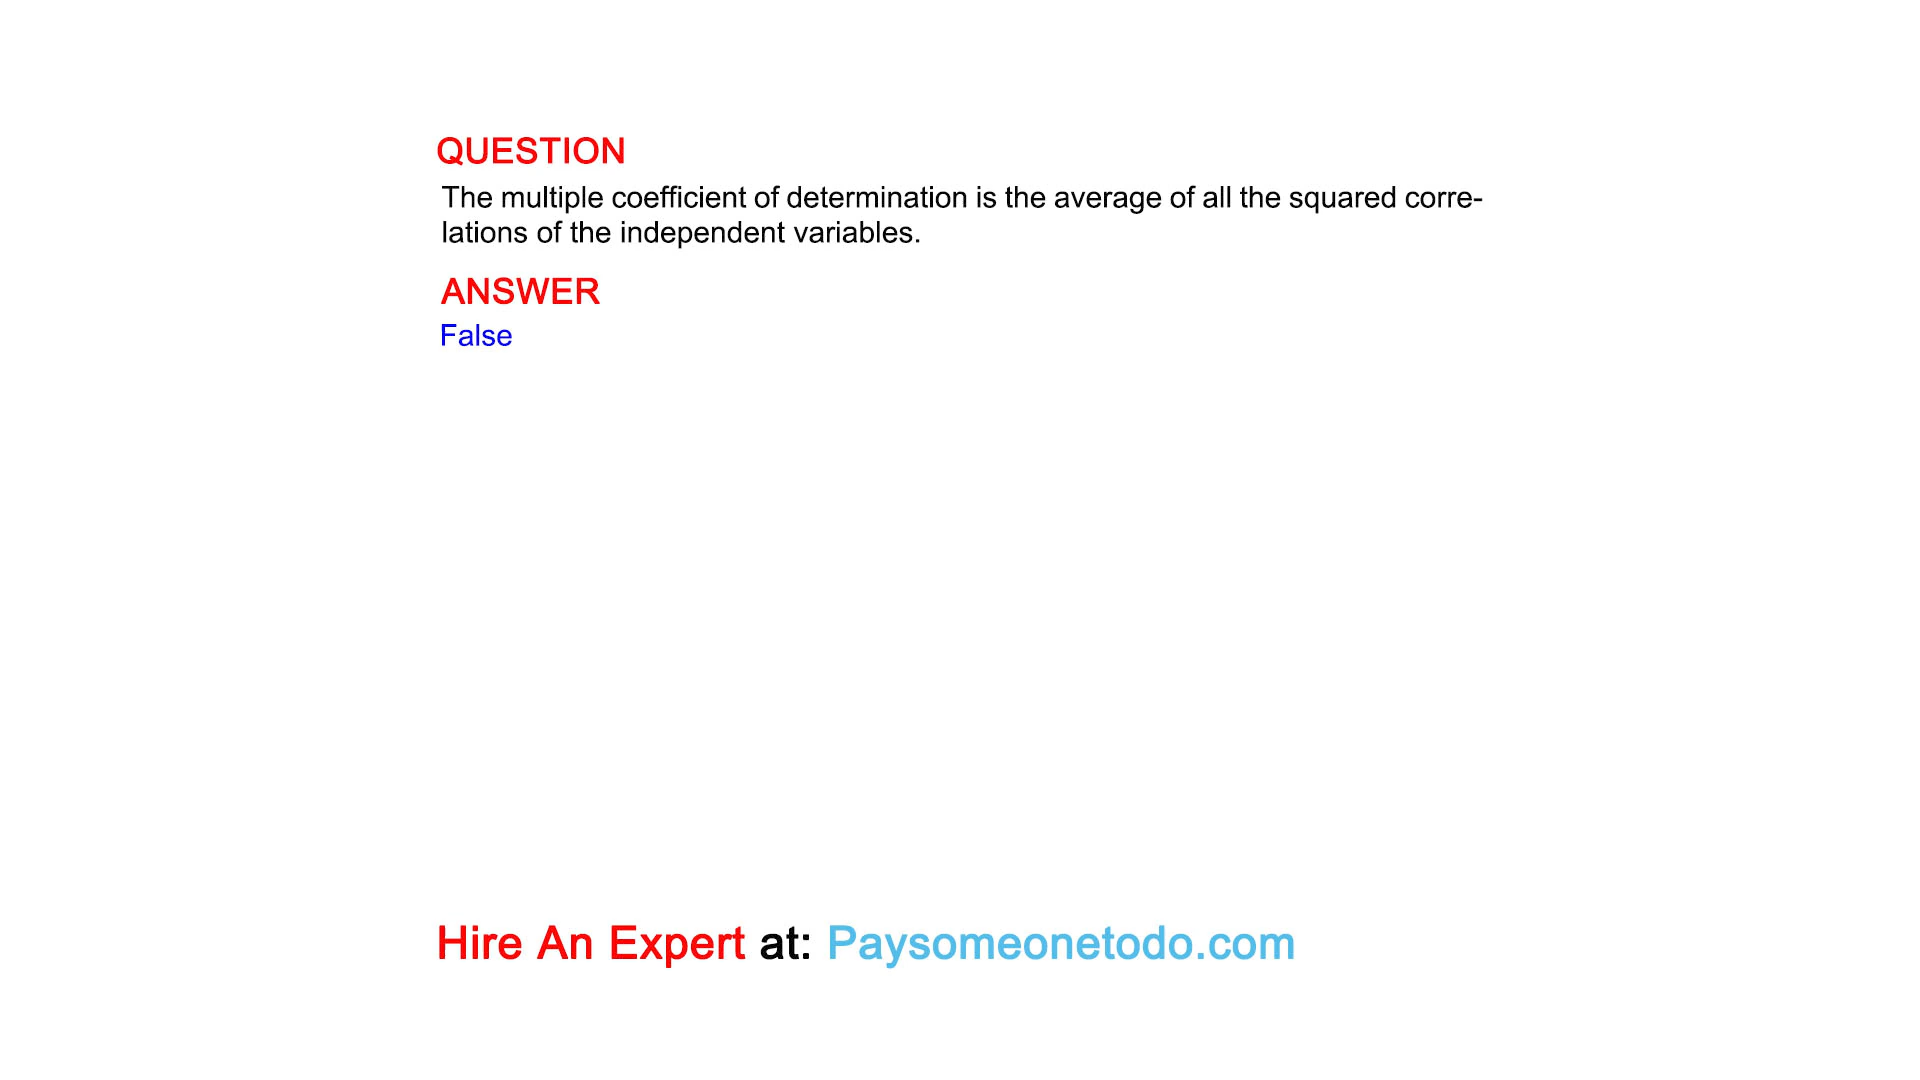 QUESTION
The multiple coefficient of determination is the average of all the squared corre-
lations of the independent variables.
ANSWER
False
Hire An Expert at: Paysomeonetodo.com